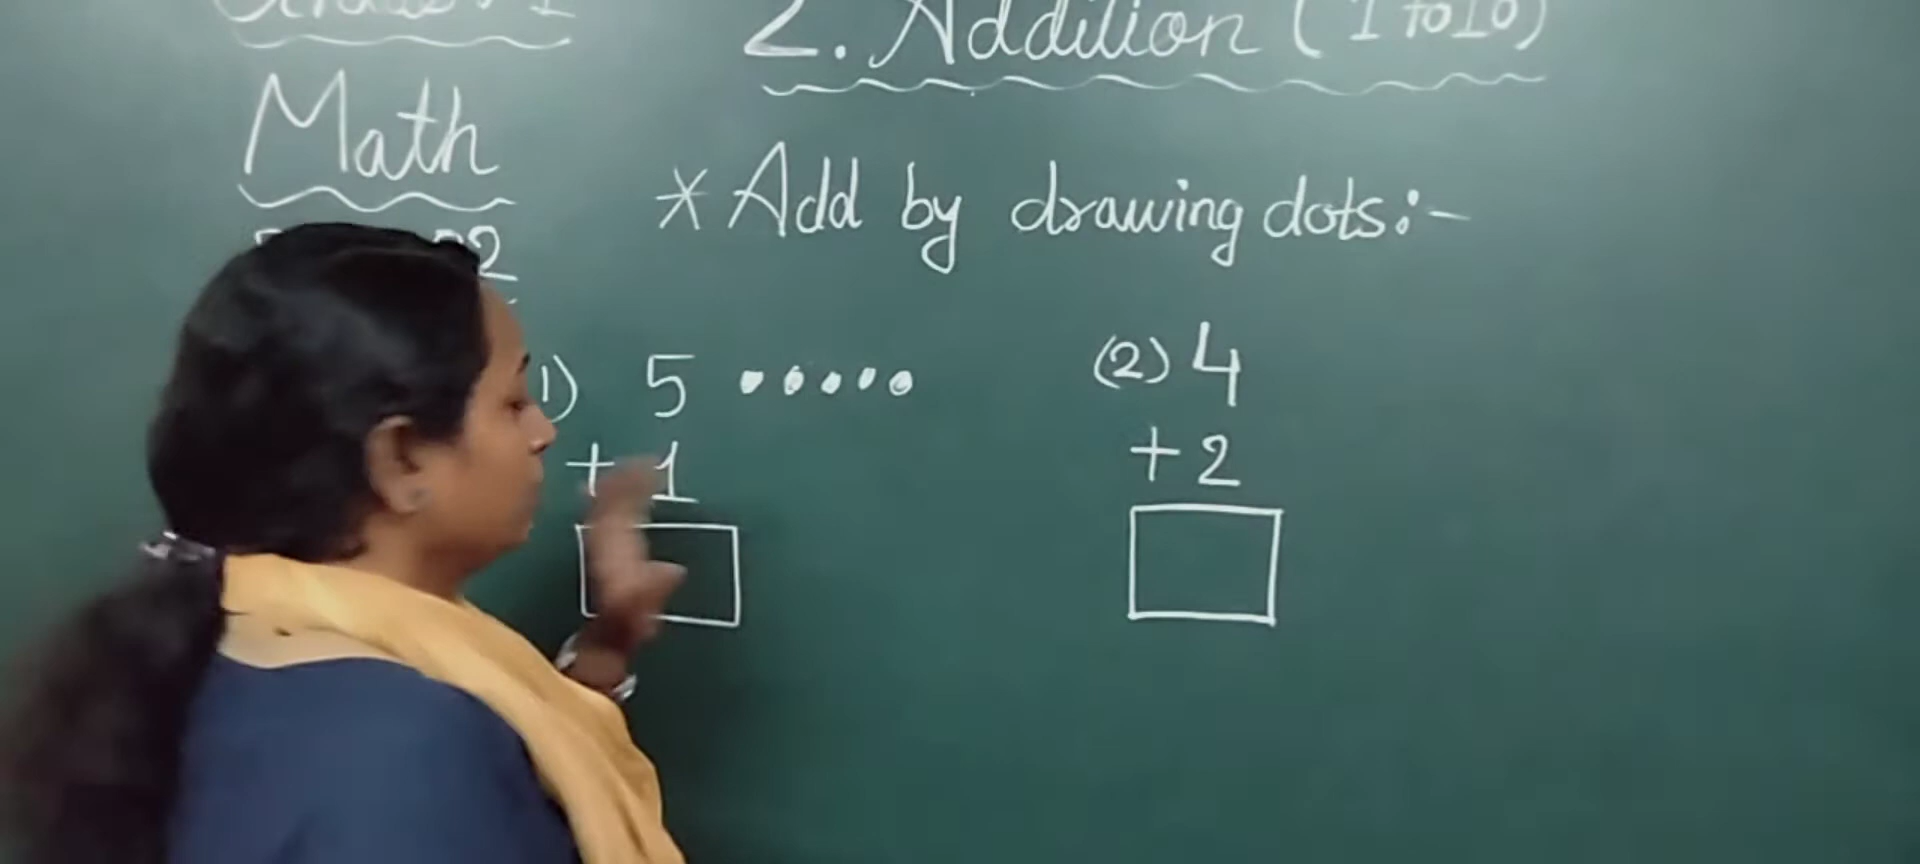 2. Addition (1 to 10)
Math
* Add by drawing dots:-
1) 5
+ 1
(2) 4
+ 2